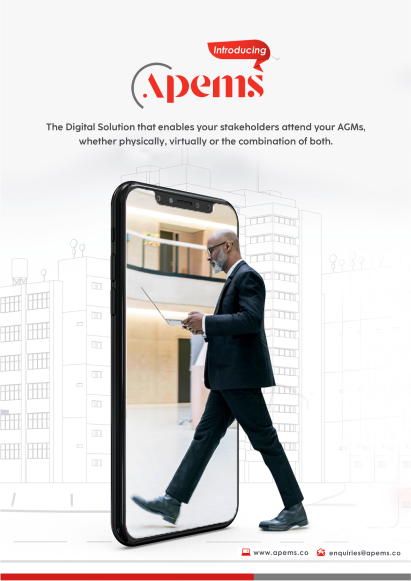 Introducing
Apems
The Digital Solution that enables your stakeholders attend your AGMs,
whether physically, virtually or the combination of both.
www.apems.co enquiries@apems.co